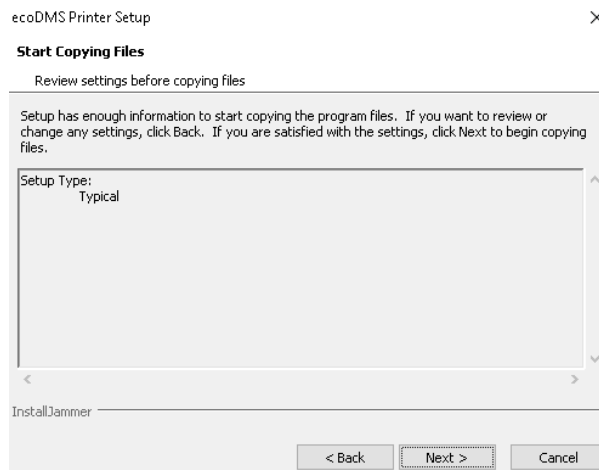 ecoDMS Printer Setup
Start Copying Files
Review settings before copying files
Setup has enough information to start copying the program files. If you want to review or
change any settings, click Back. If you are satisfied with the settings, click Next to begin copying
files.
Setup Type:
Typical
InstallJammer
< Back Next > Cancel